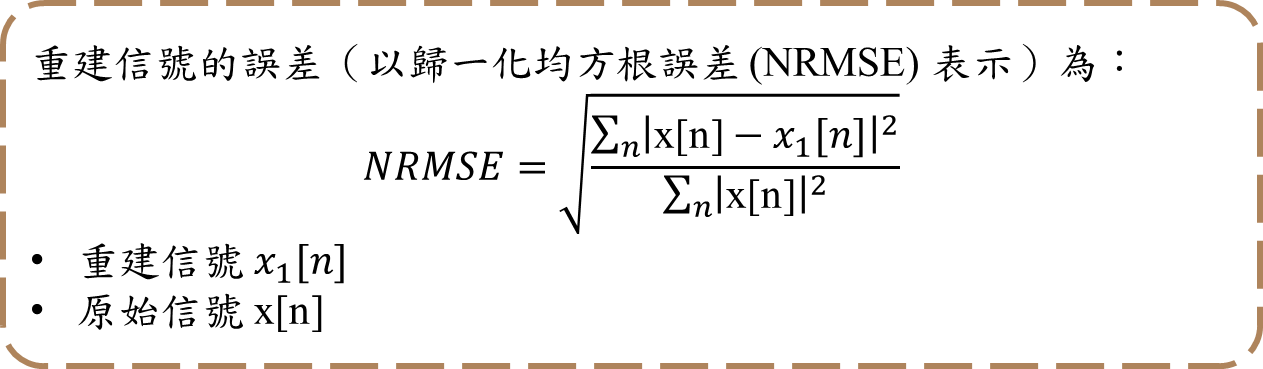 重建信號的誤差（以歸一化均方根誤差 (NRMSE) 表示）為：
𝑁𝑅𝑀𝑆𝐸 = √(∑ₙ|x[n] − 𝑥₁[𝑛]|² / ∑ₙ|x[n]|²)
• 重建信號 𝑥₁[𝑛]
• 原始信號 x[n]